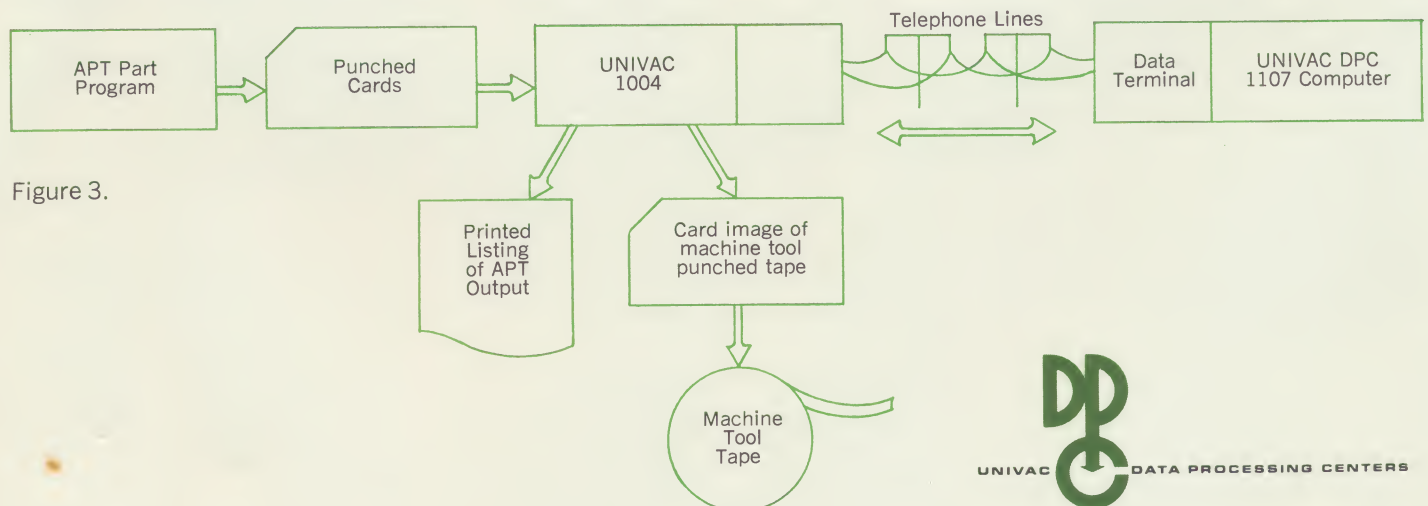 APT Part
Program
Punched
Cards
UNIVAC
1004
Telephone Lines
Data
Terminal
UNIVAC DPC
1107 Computer
Figure 3.
Printed
Listing
of APT
Output
Card image of
machine tool
punched tape
Machine
Tool
Tape
DPC
UNIVAC DATA PROCESSING CENTERS